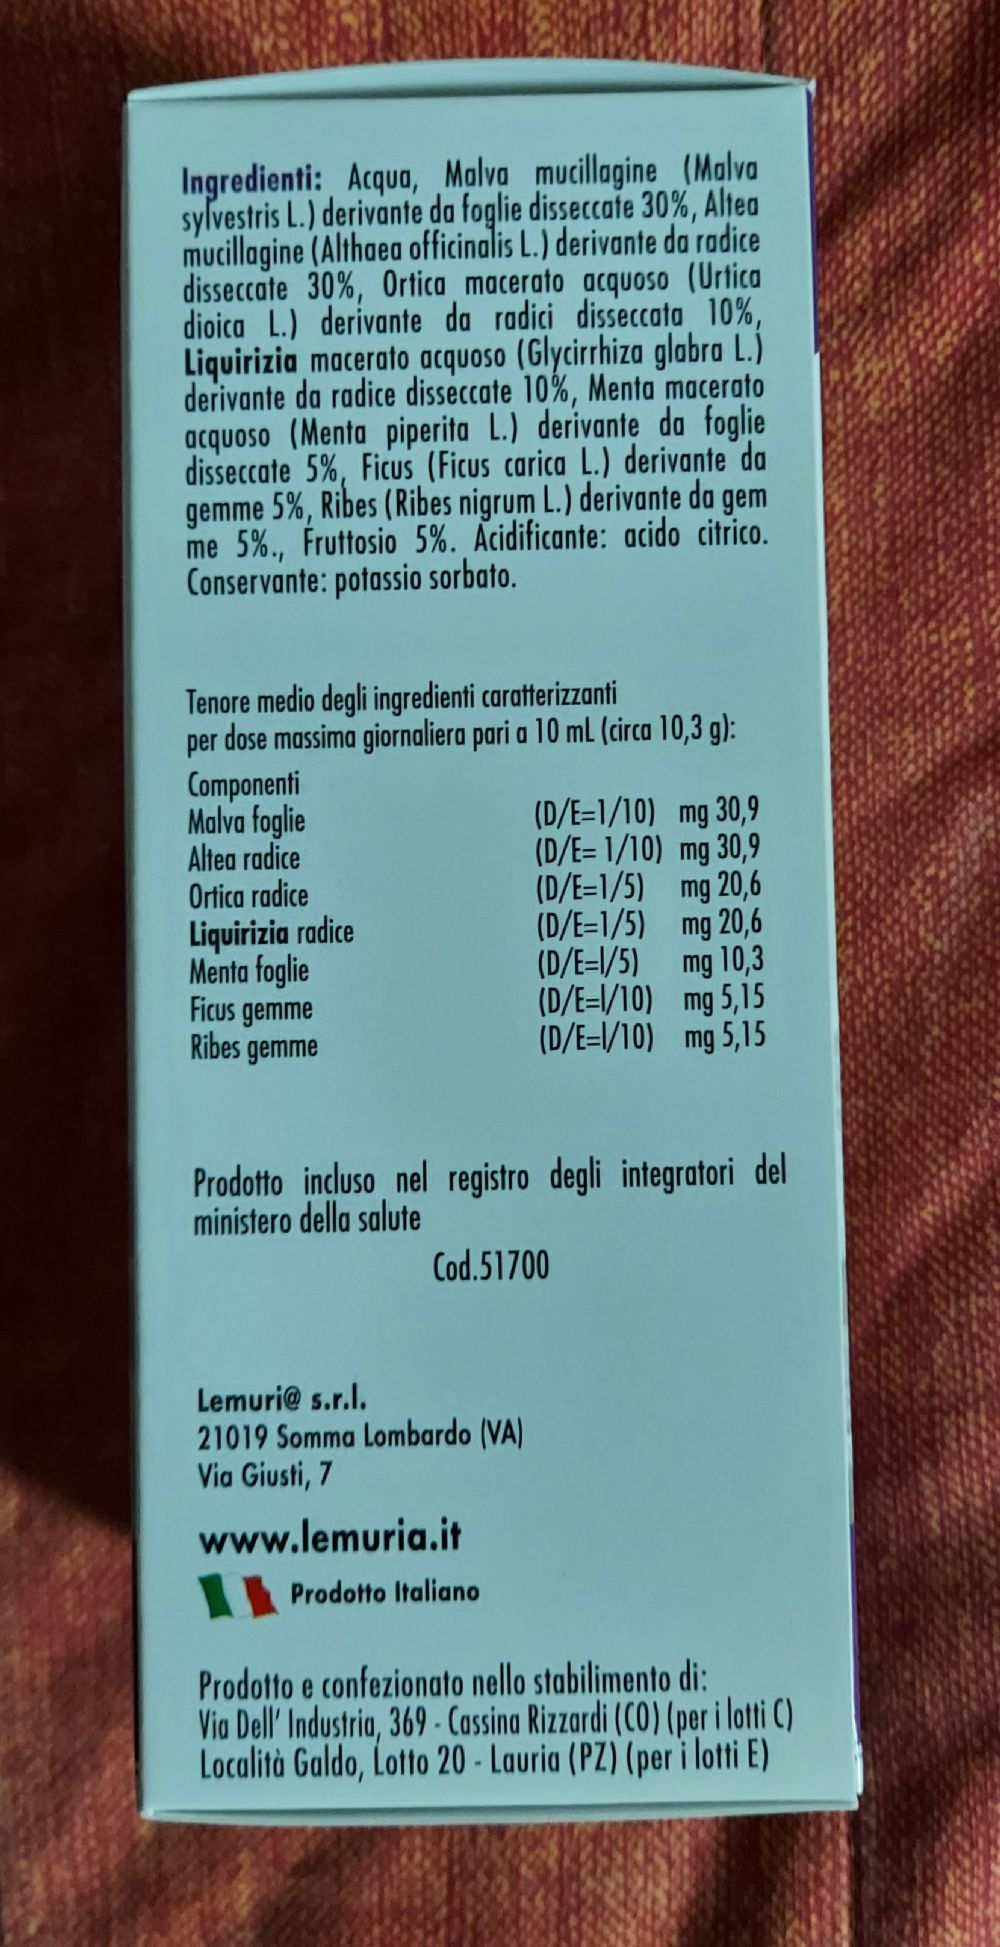 Ingredienti: Acqua, Malva mucillagine (Malva
sylvestris L.) derivante da foglie disseccate 30%, Altea
mucillagine (Althaea officinalis L.) derivante da radice
disseccate 30%, Ortica macerato acquoso (Urtica
dioica L.) derivante da radici disseccata 10%,
Liquirizia macerato acquoso (Glycirrhiza glabra L.)
derivante da radice disseccate 10%, Menta macerato
acquoso (Menta piperita L.) derivante da foglie
disseccate 5%, Ficus (Ficus carica L.) derivante da
gemme 5%, Ribes (Ribes nigrum L.) derivante da gem
me 5%., Fruttosio 5%. Acidificante: acido citrico.
Conservante: potassio sorbato.
Tenore medio degli ingredienti caratterizzanti
per dose massima giornaliera pari a 10 mL (circa 10,3 g):
Componenti
Malva foglie (D/E=1/10) mg 30,9
Altea radice (D/E= 1/10) mg 30,9
Ortica radice (D/E=1/5) mg 20,6
Liquirizia radice (D/E=1/5) mg 20,6
Menta foglie (D/E=l/5) mg 10,3
Ficus gemme (D/E=l/10) mg 5,15
Ribes gemme (D/E=l/10) mg 5,15
Prodotto incluso nel registro degli integratori del
ministero della salute
Cod.51700
Lemuri@ s.r.l.
21019 Somma Lombardo (VA)
Via Giusti, 7
www.lemuria.it
Prodotto Italiano
Prodotto e confezionato nello stabilimento di:
Via Dell' Industria, 369 - Cassina Rizzardi (CO) (per i lotti C)
Località Galdo, Lotto 20 - Lauria (PZ) (per i lotti E)